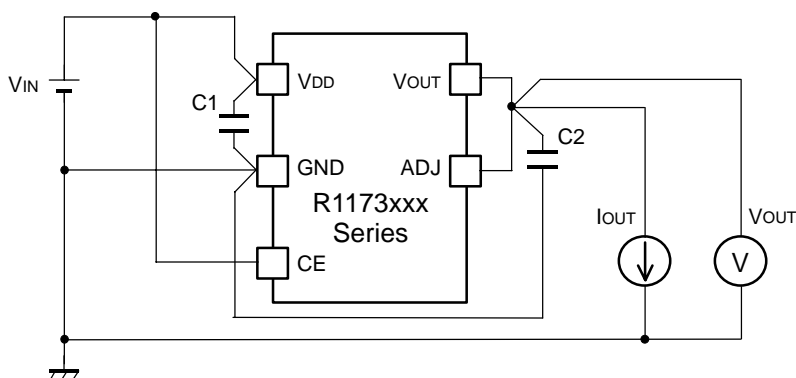 VIN
C1
VDD
VOUT
GND
ADJ
C2
R1173xxx
Series
CE
IOUT
VOUT
V